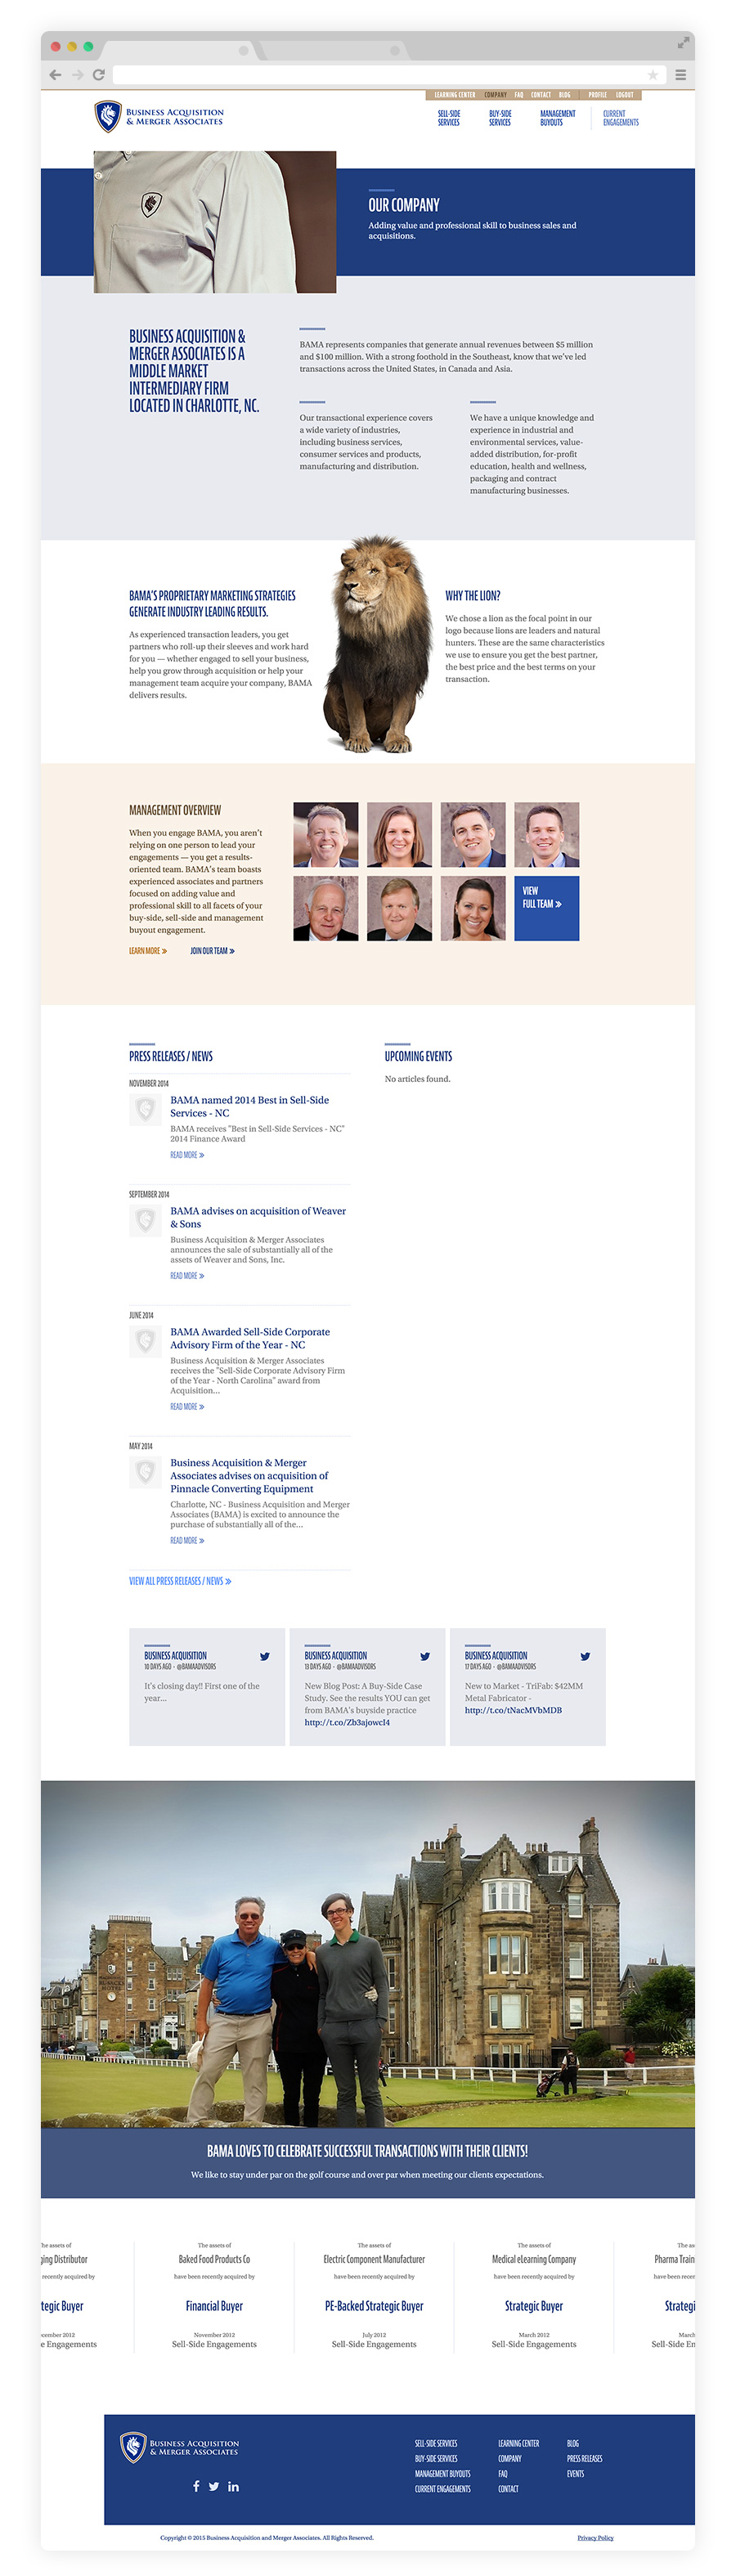 LEARNING CENTER COMPANY FAQ CONTACT BLOG PROFILE LOGOUT
BUSINESS ACQUISITION
& MERGER ASSOCIATES
SELL-SIDE
SERVICES
BUY-SIDE
SERVICES
MANAGEMENT
BUYOUTS
CURRENT
ENGAGEMENTS
OUR COMPANY
Adding value and professional skill to business sales and
acquisitions.
BUSINESS ACQUISITION &
MERGER ASSOCIATES IS A
MIDDLE MARKET
INTERMEDIARY FIRM
LOCATED IN CHARLOTTE, NC.
BAMA represents companies that generate annual revenues between $5 million
and $100 million. With a strong foothold in the Southeast, know that we've led
transactions across the United States, in Canada and Asia.
Our transactional experience covers
a wide variety of industries,
including business services,
consumer services and products,
manufacturing and distribution.
We have a unique knowledge and
experience in industrial and
environmental services, value-
added distribution, for-profit
education, health and wellness,
packaging and contract
manufacturing businesses.
BAMA'S PROPRIETARY MARKETING STRATEGIES
GENERATE INDUSTRY LEADING RESULTS.
As experienced transaction leaders, you get
partners who roll-up their sleeves and work hard
for you — whether engaged to sell your business,
help you grow through acquisition or help your
management team acquire your company, BAMA
delivers results.
WHY THE LION?
We chose a lion as the focal point in our
logo because lions are leaders and natural
hunters. These are the same characteristics
we use to ensure you get the best partner,
the best price and the best terms on your
transaction.
MANAGEMENT OVERVIEW
When you engage BAMA, you aren't
relying on one person to lead your
engagements — you get a results-
oriented team. BAMA's team boasts
experienced associates and partners
focused on adding value and
professional skill to all facets of your
buy-side, sell-side and management
buyout engagement.
LEARN MORE »
JOIN OUR TEAM »
VIEW
FULL TEAM »
PRESS RELEASES / NEWS
NOVEMBER 2014
BAMA named 2014 Best in Sell-Side
Services - NC
BAMA receives "Best in Sell-Side Services - NC"
2014 Finance Award
READ MORE »
SEPTEMBER 2014
BAMA advises on acquisition of Weaver
& Sons
Business Acquisition & Merger Associates
announces the sale of substantially all of the
assets of Weaver and Sons, Inc.
READ MORE »
JUNE 2014
BAMA Awarded Sell-Side Corporate
Advisory Firm of the Year - NC
Business Acquisition & Merger Associates
receives the "Sell-Side Corporate Advisory Firm
of the Year - North Carolina" award from
Acquisition...
READ MORE »
MAY 2014
Business Acquisition & Merger
Associates advises on acquisition of
Pinnacle Converting Equipment
Charlotte, NC - Business Acquisition and Merger
Associates (BAMA) is excited to announce the
purchase of substantially all of the...
READ MORE »
VIEW ALL PRESS RELEASES / NEWS »
UPCOMING EVENTS
No articles found.
BUSINESS ACQUISITION
10 DAYS AGO - @BAMAADVISORS
It's closing day!! First one of the
year...
BUSINESS ACQUISITION
13 DAYS AGO - @BAMAADVISORS
New Blog Post: A Buy-Side Case
Study. See the results YOU can get
from BAMA's buyside practice
http://t.co/Zb3ajowcI4
BUSINESS ACQUISITION
17 DAYS AGO - @BAMAADVISORS
New to Market - TriFab: $42MM
Metal Fabricator -
http://t.co/tNacMVbMDB
BAMA LOVES TO CELEBRATE SUCCESSFUL TRANSACTIONS WITH THEIR CLIENTS!
We like to stay under par on the golf course and over par when meeting our clients expectations.
he assets of
ging Distributor
recently acquired by
tegic Buyer
cember 2012
e Engagements
The assets of
Baked Food Products Co
have been recently acquired by
Financial Buyer
November 2012
Sell-Side Engagements
The assets of
Electric Component Manufacturer
have been recently acquired by
PE-Backed Strategic Buyer
July 2012
Sell-Side Engagements
The assets of
Medical eLearning Company
have been recently acquired by
Strategic Buyer
March 2012
Sell-Side Engagements
The as
Pharma Train
have been recen
Strategi
March
Sell-Side En
BUSINESS ACQUISITION
& MERGER ASSOCIATES
SELL-SIDE SERVICES
BUY-SIDE SERVICES
MANAGEMENT BUYOUTS
CURRENT ENGAGEMENTS
LEARNING CENTER
COMPANY
FAQ
CONTACT
BLOG
PRESS RELEASES
EVENTS
Copyright © 2015 Business Acquisition and Merger Associates. All Rights Reserved.
Privacy Policy